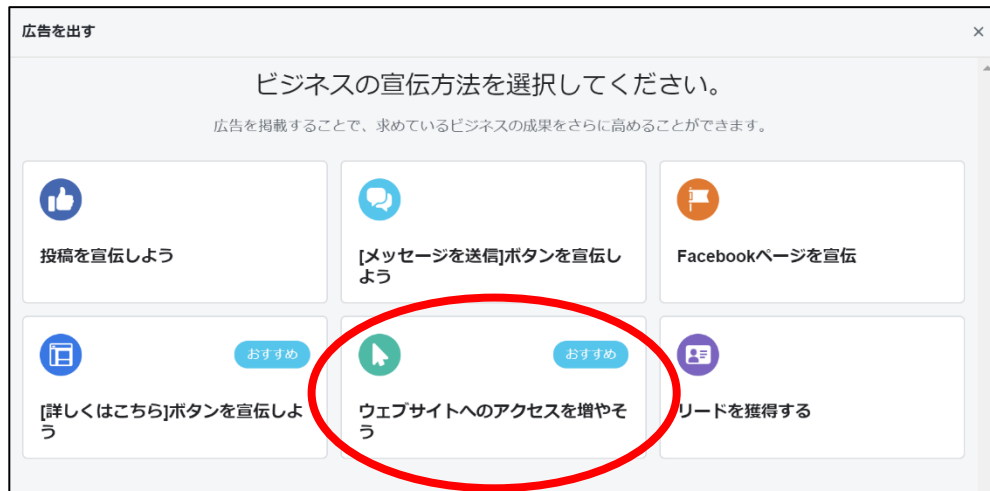 広告を出す
ビジネスの宣伝方法を選択してください。
広告を掲載することで、求めているビジネスの成果をさらに高めることができます。
投稿を宣伝しよう
[メッセージを送信]ボタンを宣伝し
よう
Facebookページを宣伝
おすすめ
[詳しくはこちら]ボタンを宣伝しよ
う
おすすめ
ウェブサイトへのアクセスを増やそ
う
リードを獲得する